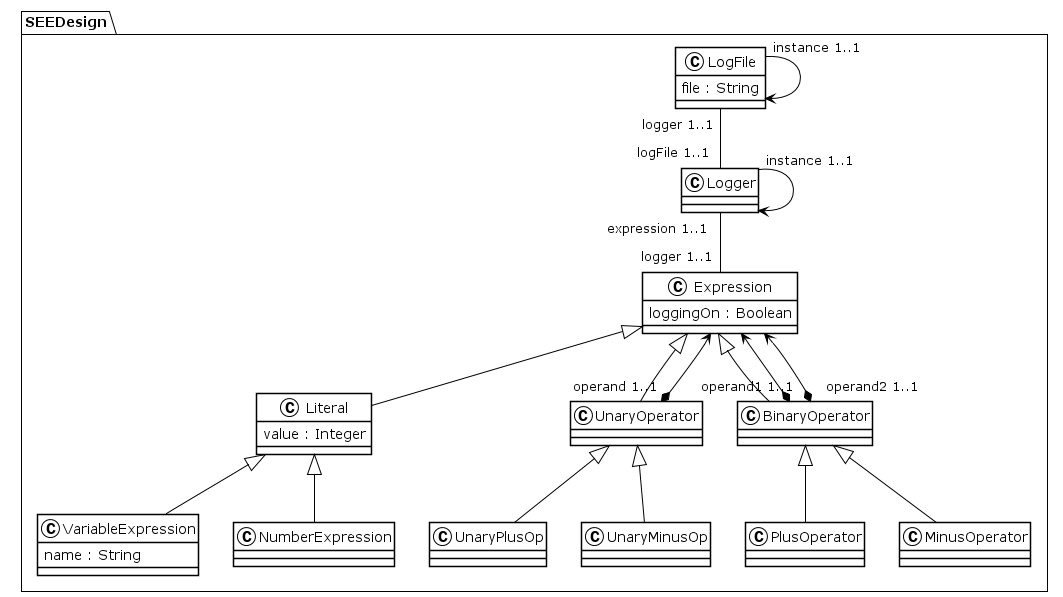 SEEDesign
instance 1..1
C LogFile
file : String
logger 1..1
logFile 1..1
instance 1..1
C Logger
expression 1..1
logger 1..1
C Expression
loggingOn : Boolean
operand 1..1
operand1 1..1
operand2 1..1
C Literal
value : Integer
C UnaryOperator
C BinaryOperator
C VariableExpression
name : String
C NumberExpression
C UnaryPlusOp
C UnaryMinusOp
C PlusOperator
C MinusOperator